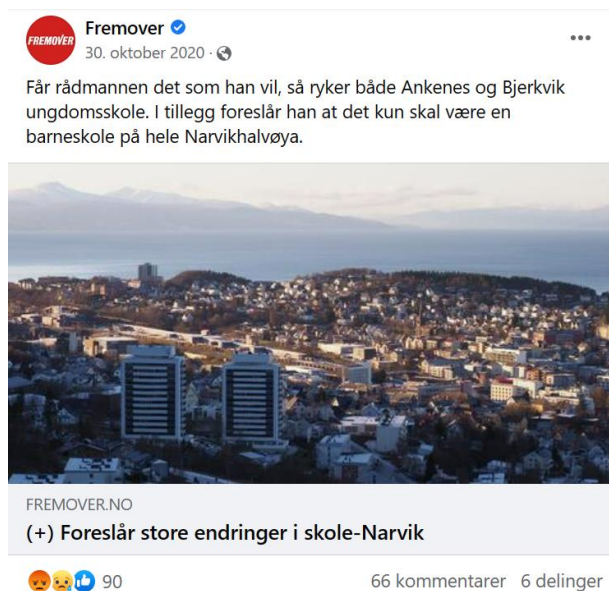 FREMOVER
Fremover
30. oktober 2020 ·
Får rådmannen det som han vil, så ryker både Ankenes og Bjerkvik
ungdomsskole. I tillegg foreslår han at det kun skal være en
barneskole på hele Narvikhalvøya.
FREMOVER.NO
(+) Foreslår store endringer i skole-Narvik
90
66 kommentarer 6 delinger